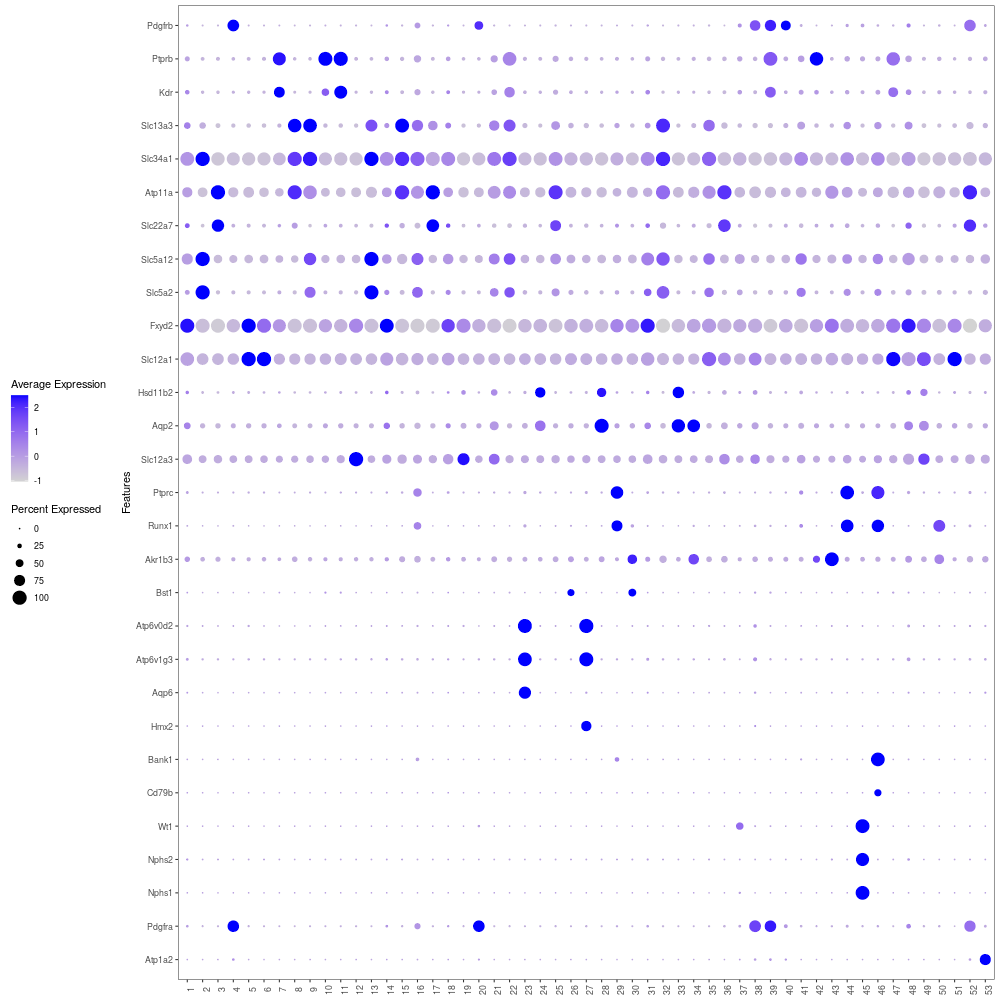 Pdgfrb
Ptprb
Kdr
Slc13a3
Slc34a1
Atp11a
Slc22a7
Slc5a12
Slc5a2
Fxyd2
Slc12a1
Hsd11b2
Aqp2
Slc12a3
Ptprc
Runx1
Akr1b3
Bst1
Atp6v0d2
Atp6v1g3
Aqp6
Hmx2
Bank1
Cd79b
Wt1
Nphs2
Nphs1
Pdgfra
Atp1a2
Features
Average Expression
2
1
0
-1
Percent Expressed
0
25
50
75
100
1 2 3 4 5 6 7 8 9 10 11 12 13 14 15 16 17 18 19 20 21 22 23 24 25 26 27 28 29 30 31 32 33 34 35 36 37 38 39 40 41 42 43 44 45 46 47 48 49 50 51 52 53